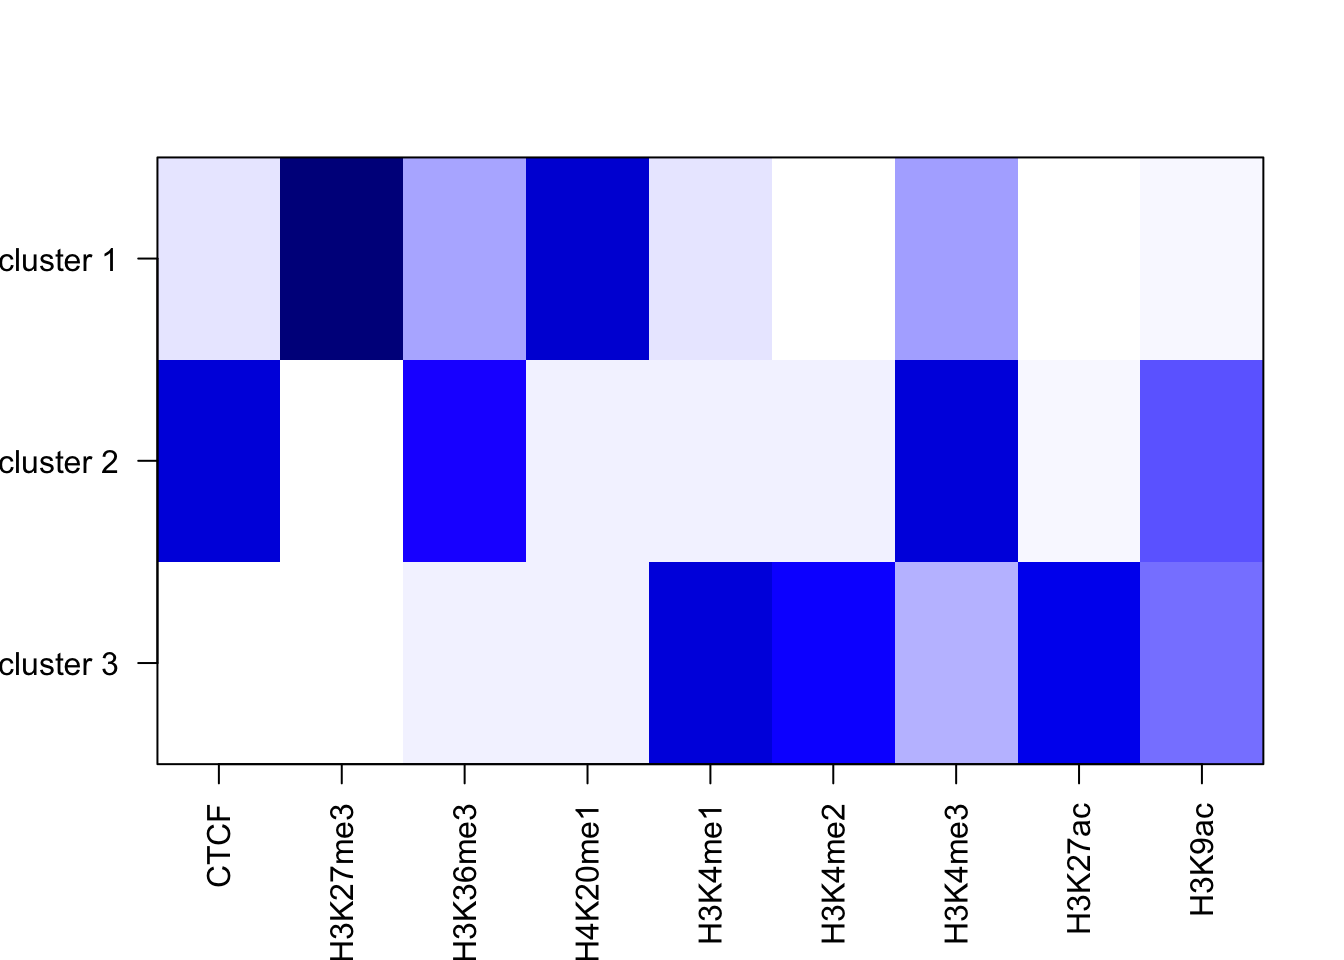 cluster 1
cluster 2
cluster 3
CTCF
H3K27me3
H3K36me3
H4K20me1
H3K4me1
H3K4me2
H3K4me3
H3K27ac
H3K9ac